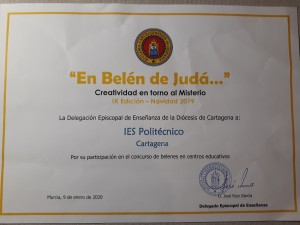 "En Belén de Judá..."
Creatividad en torno al Misterio
IX Edición - Navidad 2019
La Delegación Episcopal de Enseñanza de la Diócesis de Cartagena a:
IES Politécnico
Cartagena
Por su participación en el concurso de belenes en centros educativos
Murcia, 9 de enero de 2020
Delegado Episcopal de Enseñanza